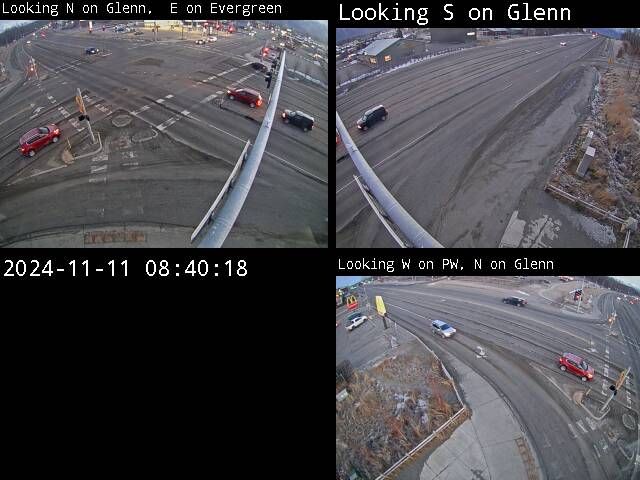 Looking N on Glenn, E on Evergreen
Looking S on Glenn
2024-11-11 08:40:18
Looking W on PW, N on Glenn